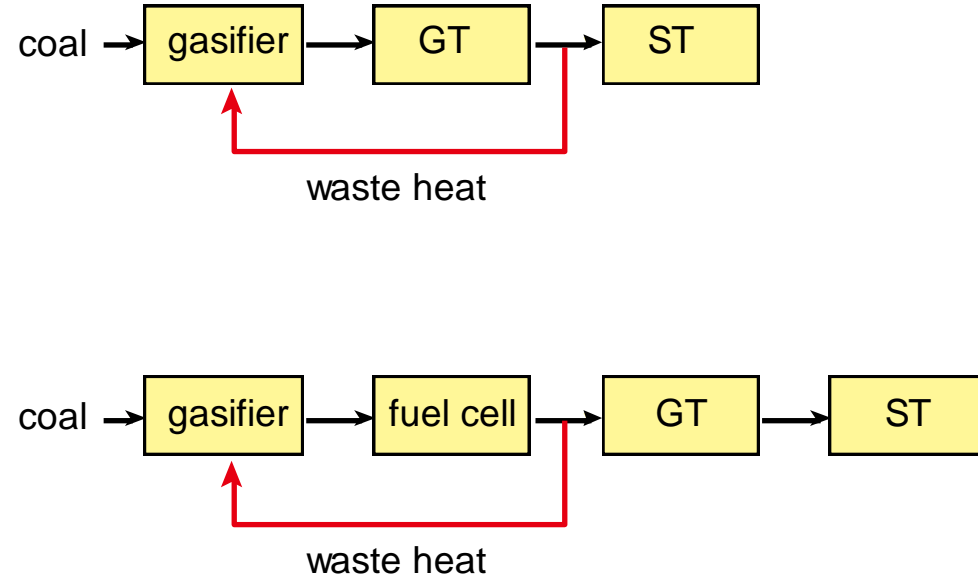 coal gasifier GT ST
waste heat
coal gasifier fuel cell GT ST
waste heat